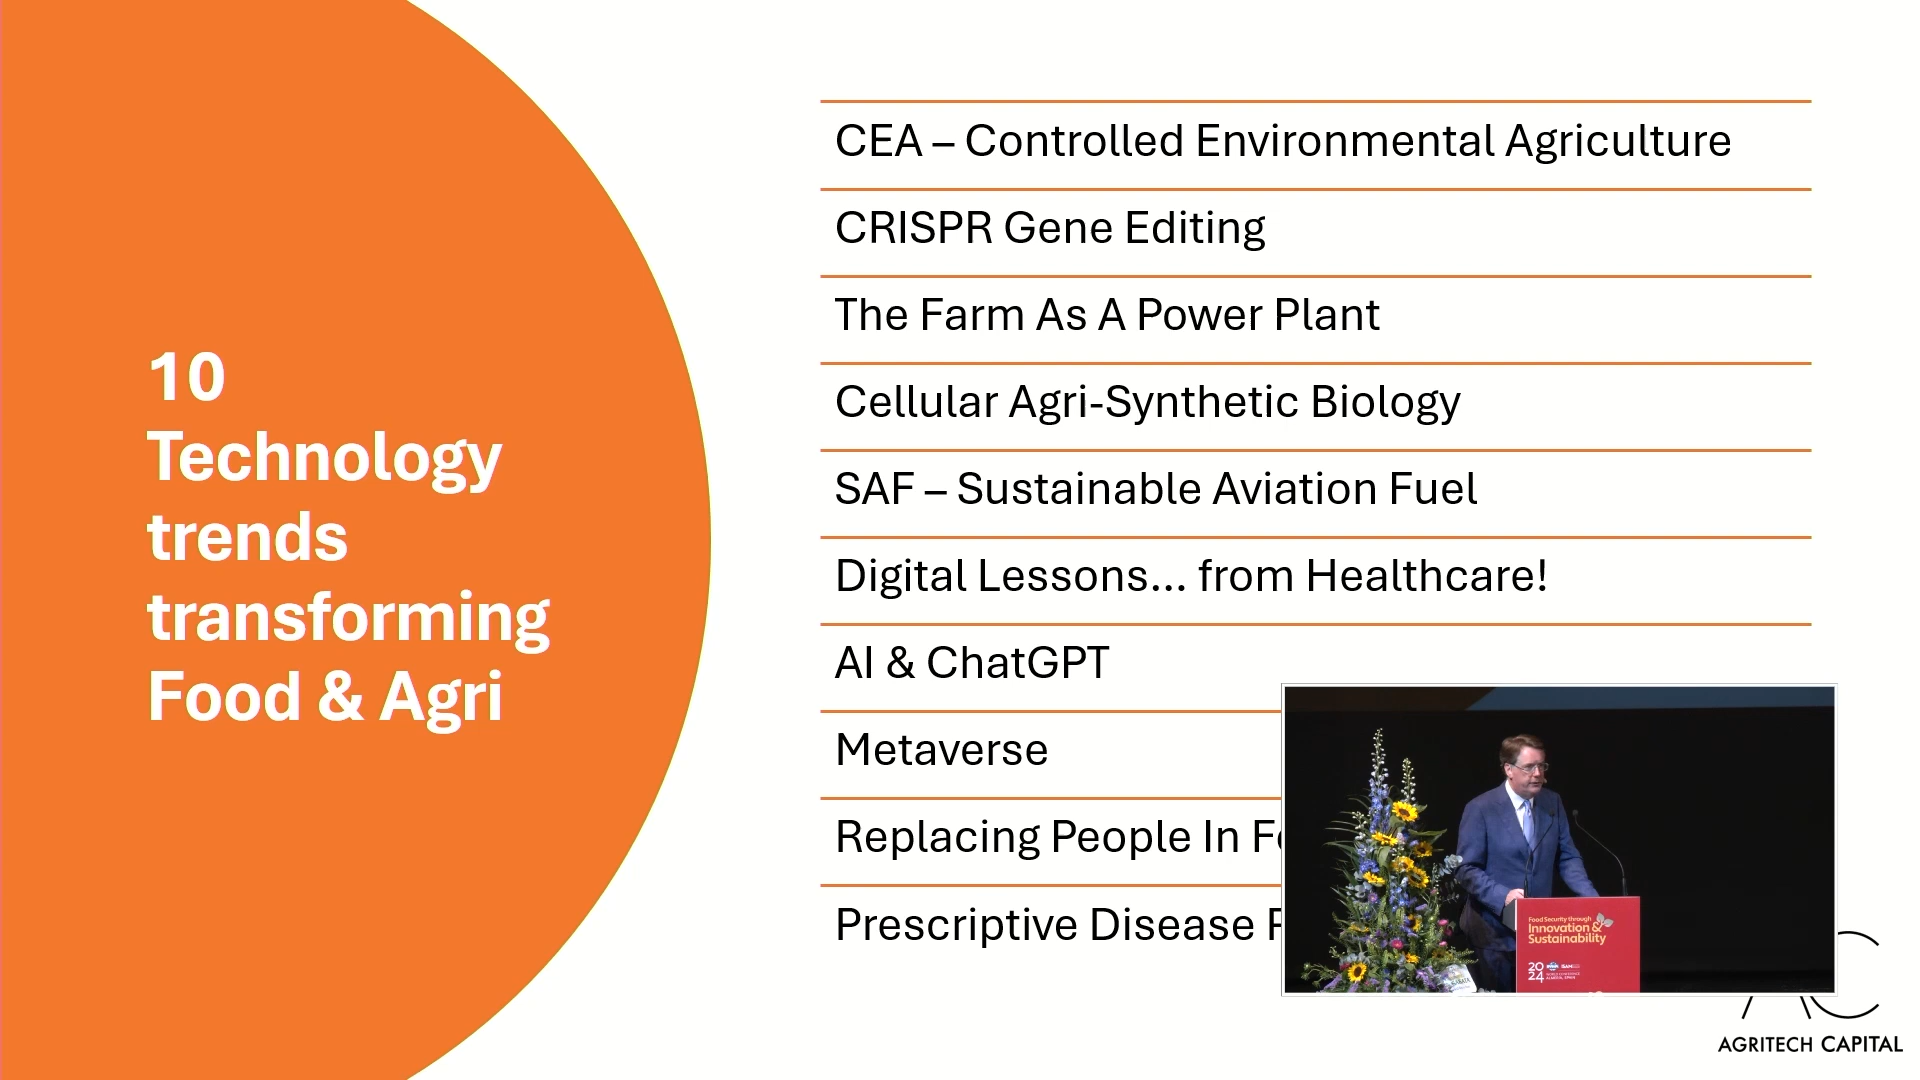 10
Technology
trends
transforming
Food & Agri
CEA – Controlled Environmental Agriculture
CRISPR Gene Editing
The Farm As A Power Plant
Cellular Agri-Synthetic Biology
SAF – Sustainable Aviation Fuel
Digital Lessons... from Healthcare!
AI & ChatGPT
Metaverse
Replacing People In
Prescriptive Disease
Food Security through
Innovation &
Sustainability
2024
AC
AGRITECH CAPITAL